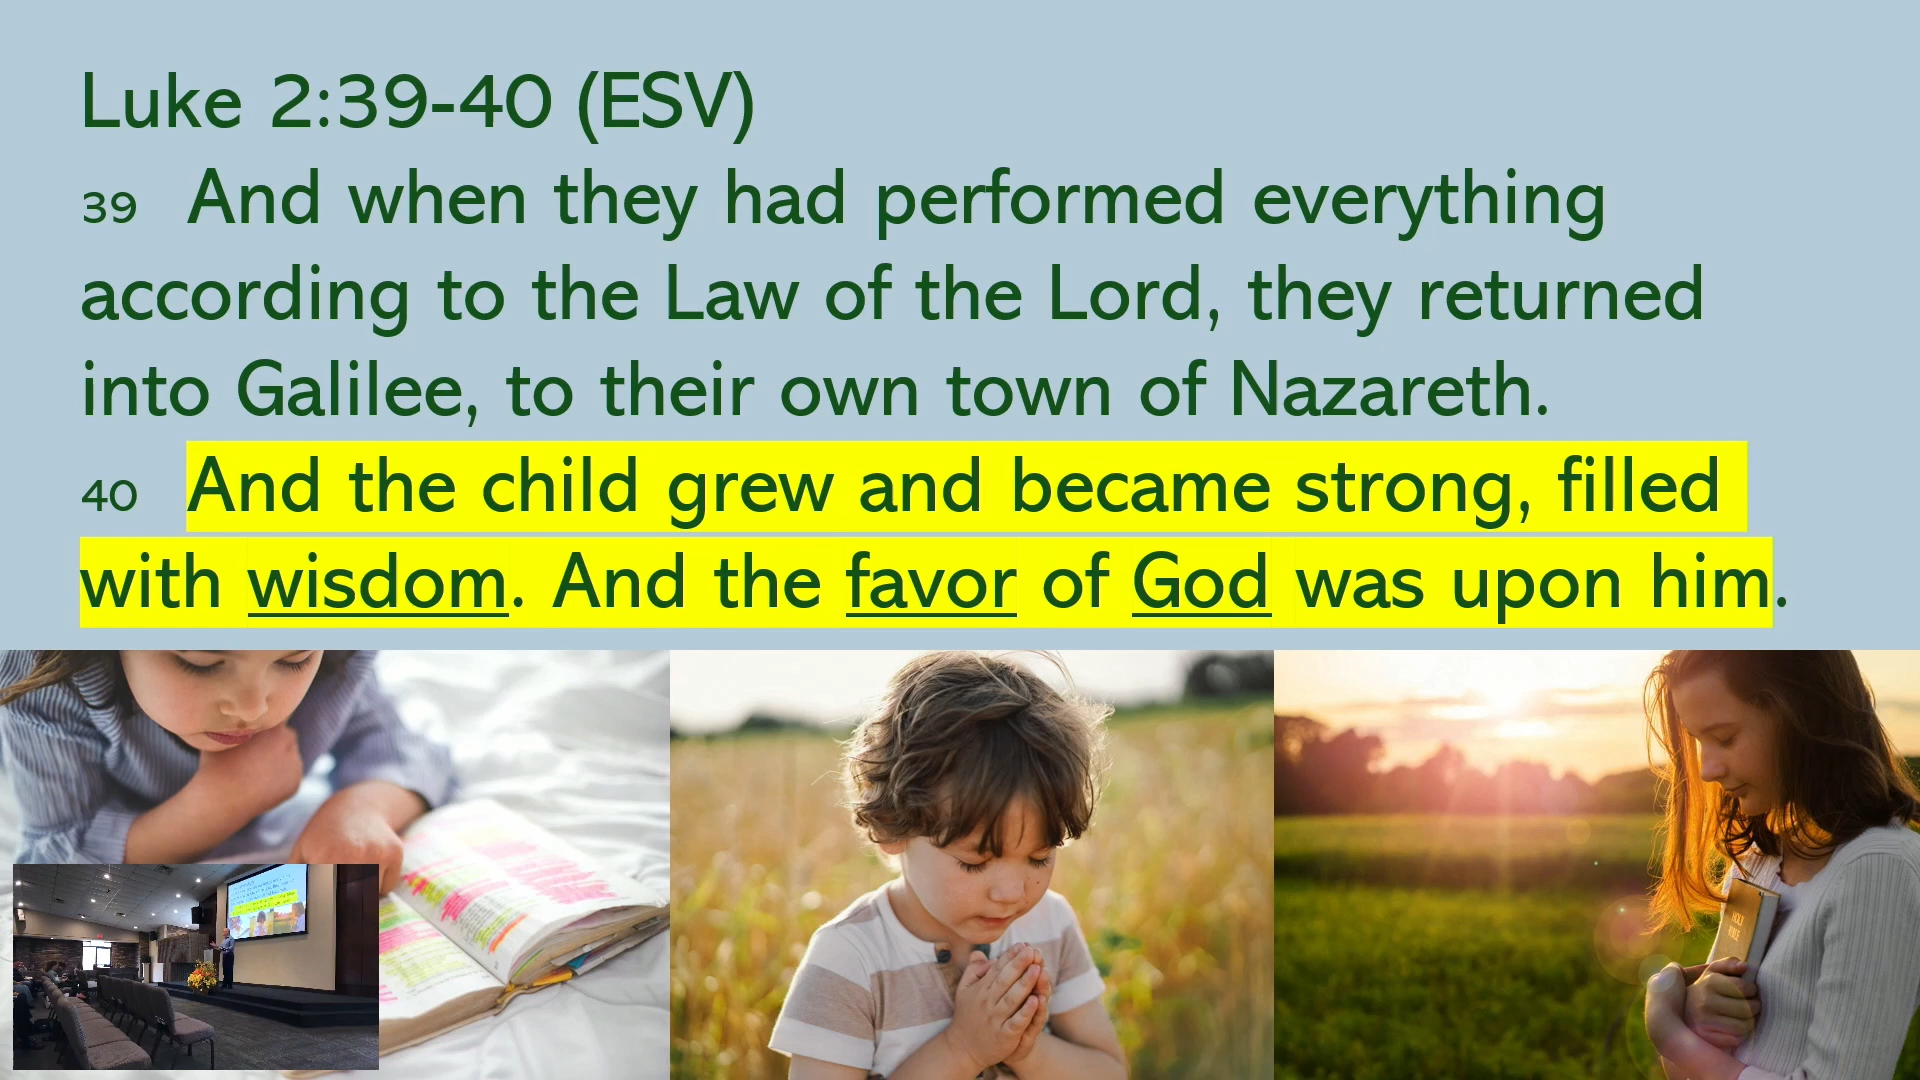 Luke 2:39-40 (ESV)
39 And when they had performed everything
according to the Law of the Lord, they returned
into Galilee, to their own town of Nazareth.
40 And the child grew and became strong, filled
with wisdom. And the favor of God was upon him.
HOLY
BIBLE